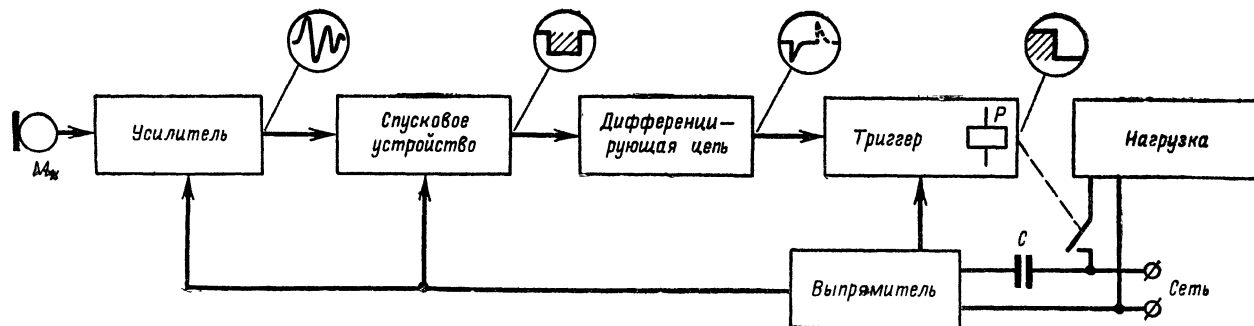 Усилитель
Спусковое
устройство
Дифференци—
рующая цепь
Триггер
P
Нагрузка
М
C
Выпрямитель
Сеть